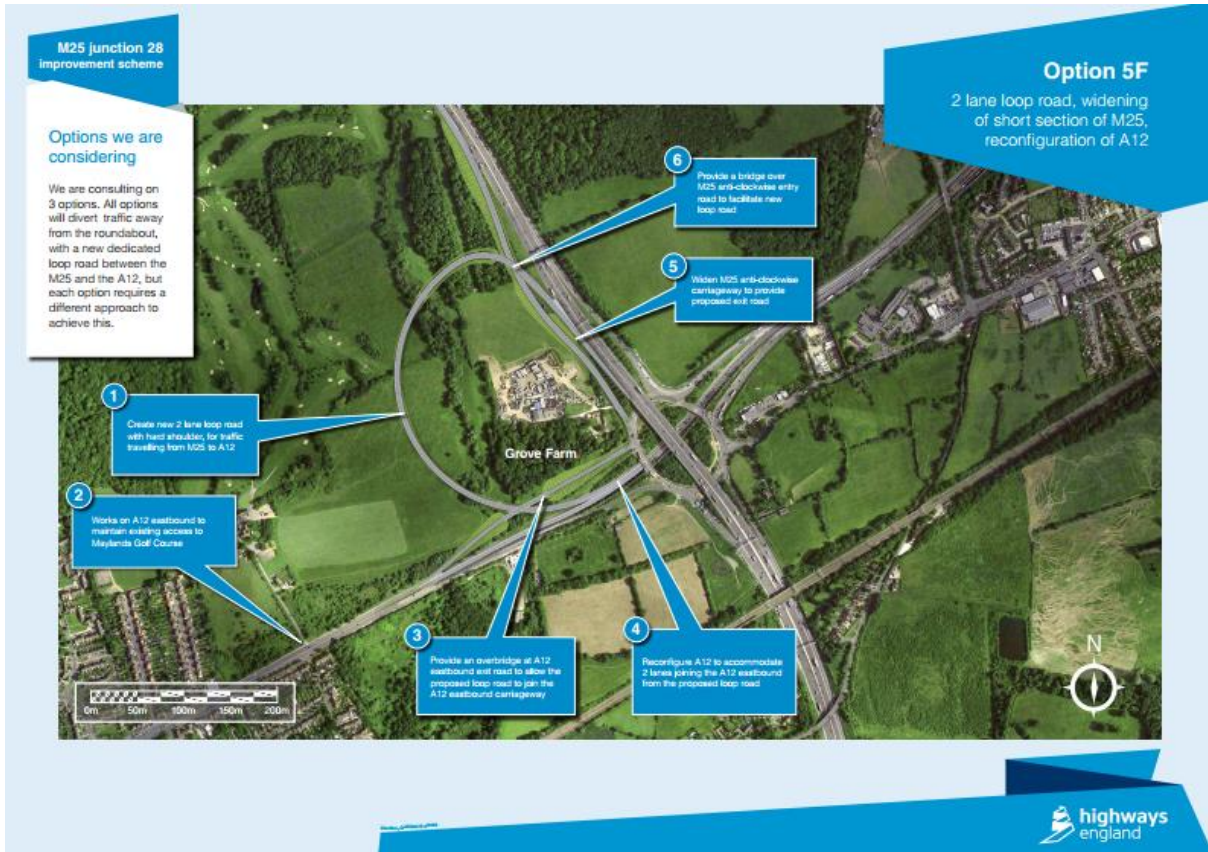 M25 junction 28
improvement scheme
Options we are
considering
We are consulting on
3 options. All options
will divert traffic away
from the roundabout,
with a new dedicated
loop road between the
M25 and the A12, but
each option requires a
different approach to
achieve this.
Option 5F
2 lane loop road, widening
of short section of M25,
reconfiguration of A12
6
Provide a bridge over
M25 anti-clockwise entry
road to facilitate new
loop road
5
Widen M25 anti-clockwise
carriageway to provide
proposed exit road
1
Create new 2 lane loop road
with hard shoulder, for traffic
travelling from M25 to A12
Grove Farm
2
Works on A12 eastbound to
maintain existing access to
Maylands Golf Course
3
Provide an overbridge at A12
eastbound exit road to allow the
proposed loop road to join the
A12 eastbound carriageway
4
Reconfigure A12 to accommodate
2 lanes joining the A12 eastbound
from the proposed loop road
N
0m 50m 100m 150m 200m
highways
england